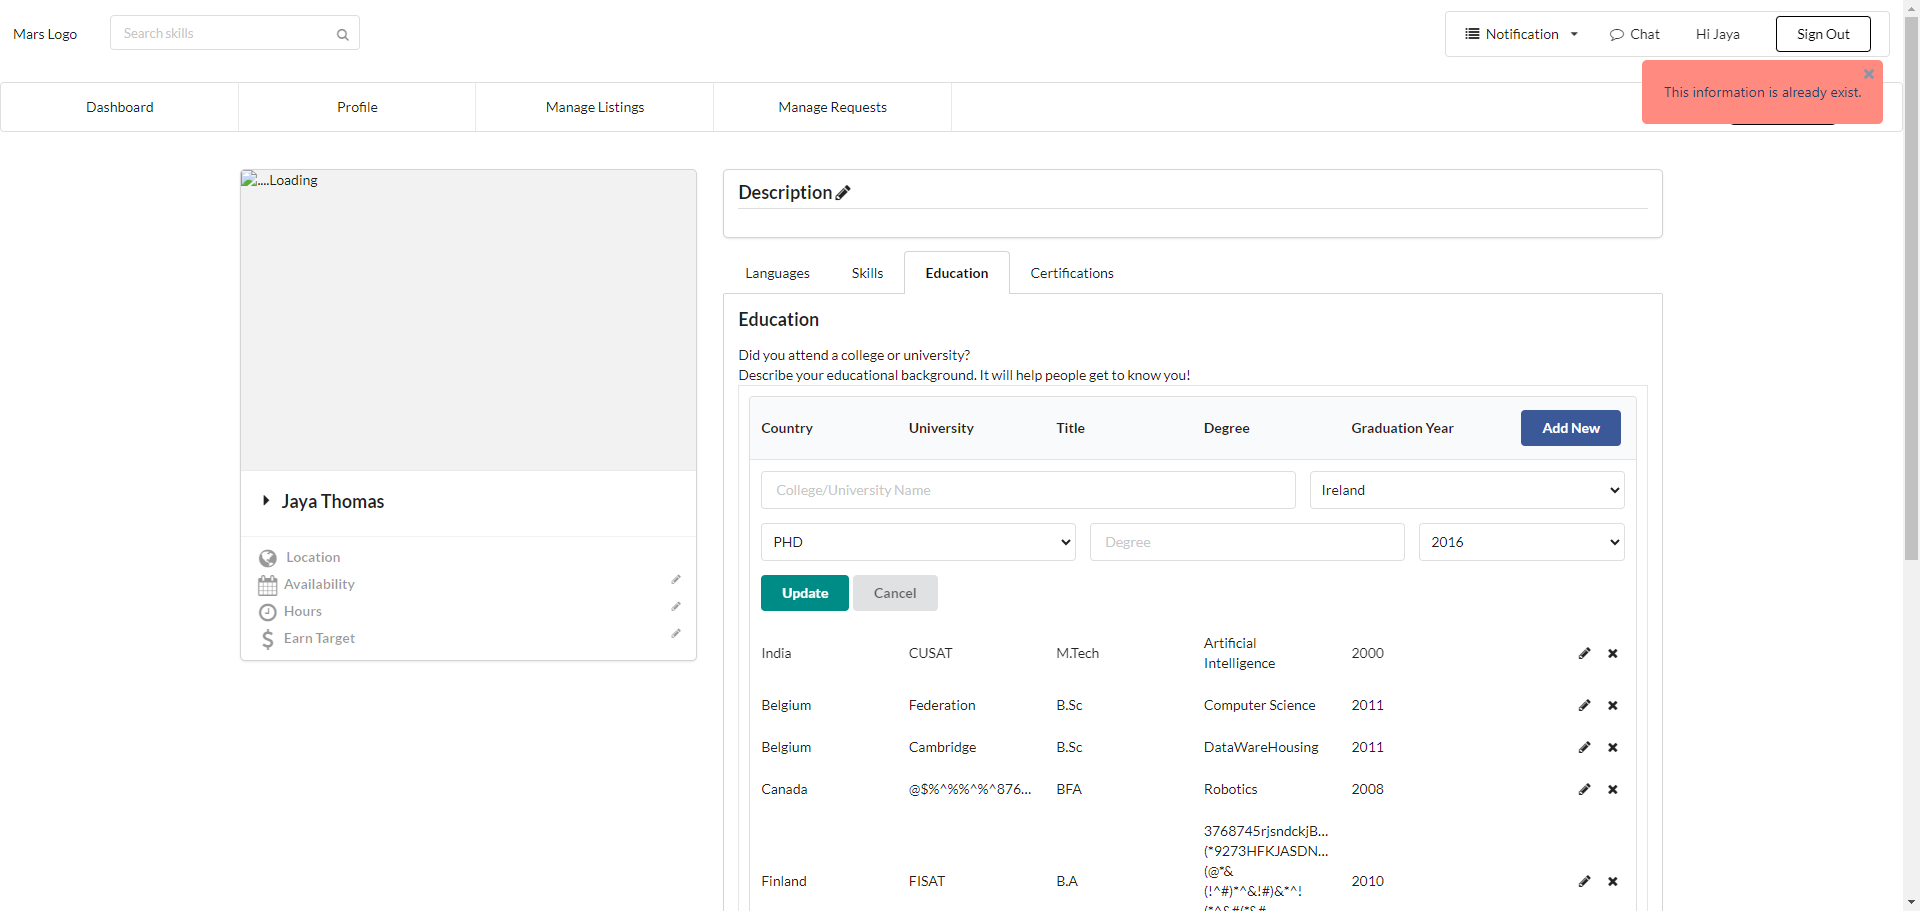 Mars Logo
Search skills
Notification
Chat
Hi Jaya
Sign Out
This information is already exist.
Dashboard
Profile
Manage Listings
Manage Requests
....Loading
Description
Languages
Skills
Education
Certifications
Education
Did you attend a college or university?
Describe your educational background. It will help people get to know you!
Country University Title Degree Graduation Year Add New
College/University Name
Ireland
PHD
Degree
2016
Update
Cancel
Jaya Thomas
Location
Availability
Hours
Earn Target
India CUSAT M.Tech Artificial Intelligence 2000
Belgium Federation B.Sc Computer Science 2011
Belgium Cambridge B.Sc DataWareHousing 2011
Canada @$%^%%^%^876... BFA Robotics 2008
3768745rjsndckjB...
(*9273HFKJASDN...
(@*&
(!^#)*^&!#)&*^!
Finland FISAT B.A 2010